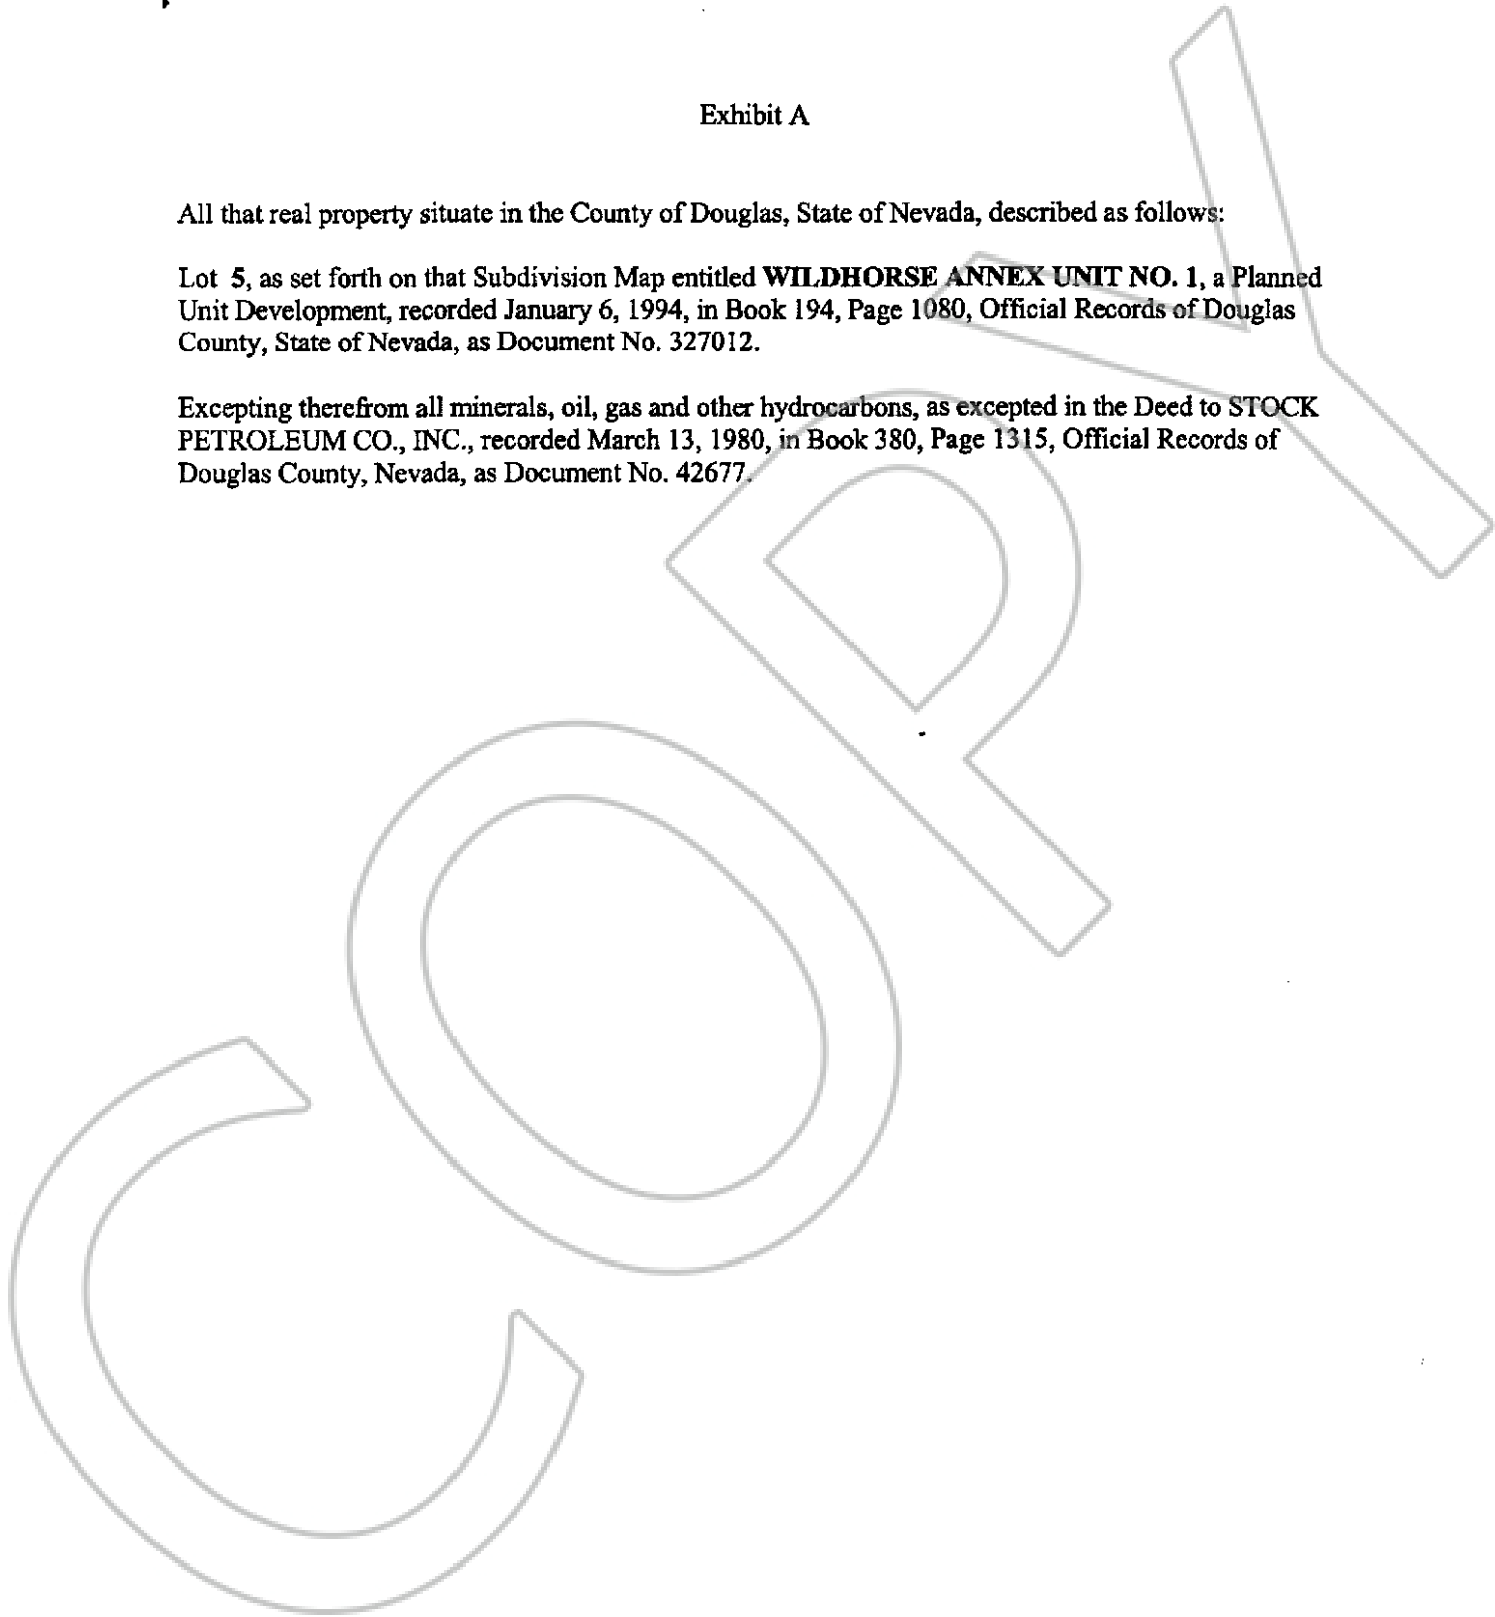 Exhibit A
All that real property situate in the County of Douglas, State of Nevada, described as follows:
Lot 5, as set forth on that Subdivision Map entitled WILDHORSE ANNEX UNIT NO. 1, a Planned
Unit Development, recorded January 6, 1994, in Book 194, Page 1080, Official Records of Douglas
County, State of Nevada, as Document No. 327012.
Excepting therefrom all minerals, oil, gas and other hydrocarbons, as excepted in the Deed to STOCK
PETROLEUM CO., INC., recorded March 13, 1980, in Book 380, Page 1315, Official Records of
Douglas County, Nevada, as Document No. 42677.
COPY